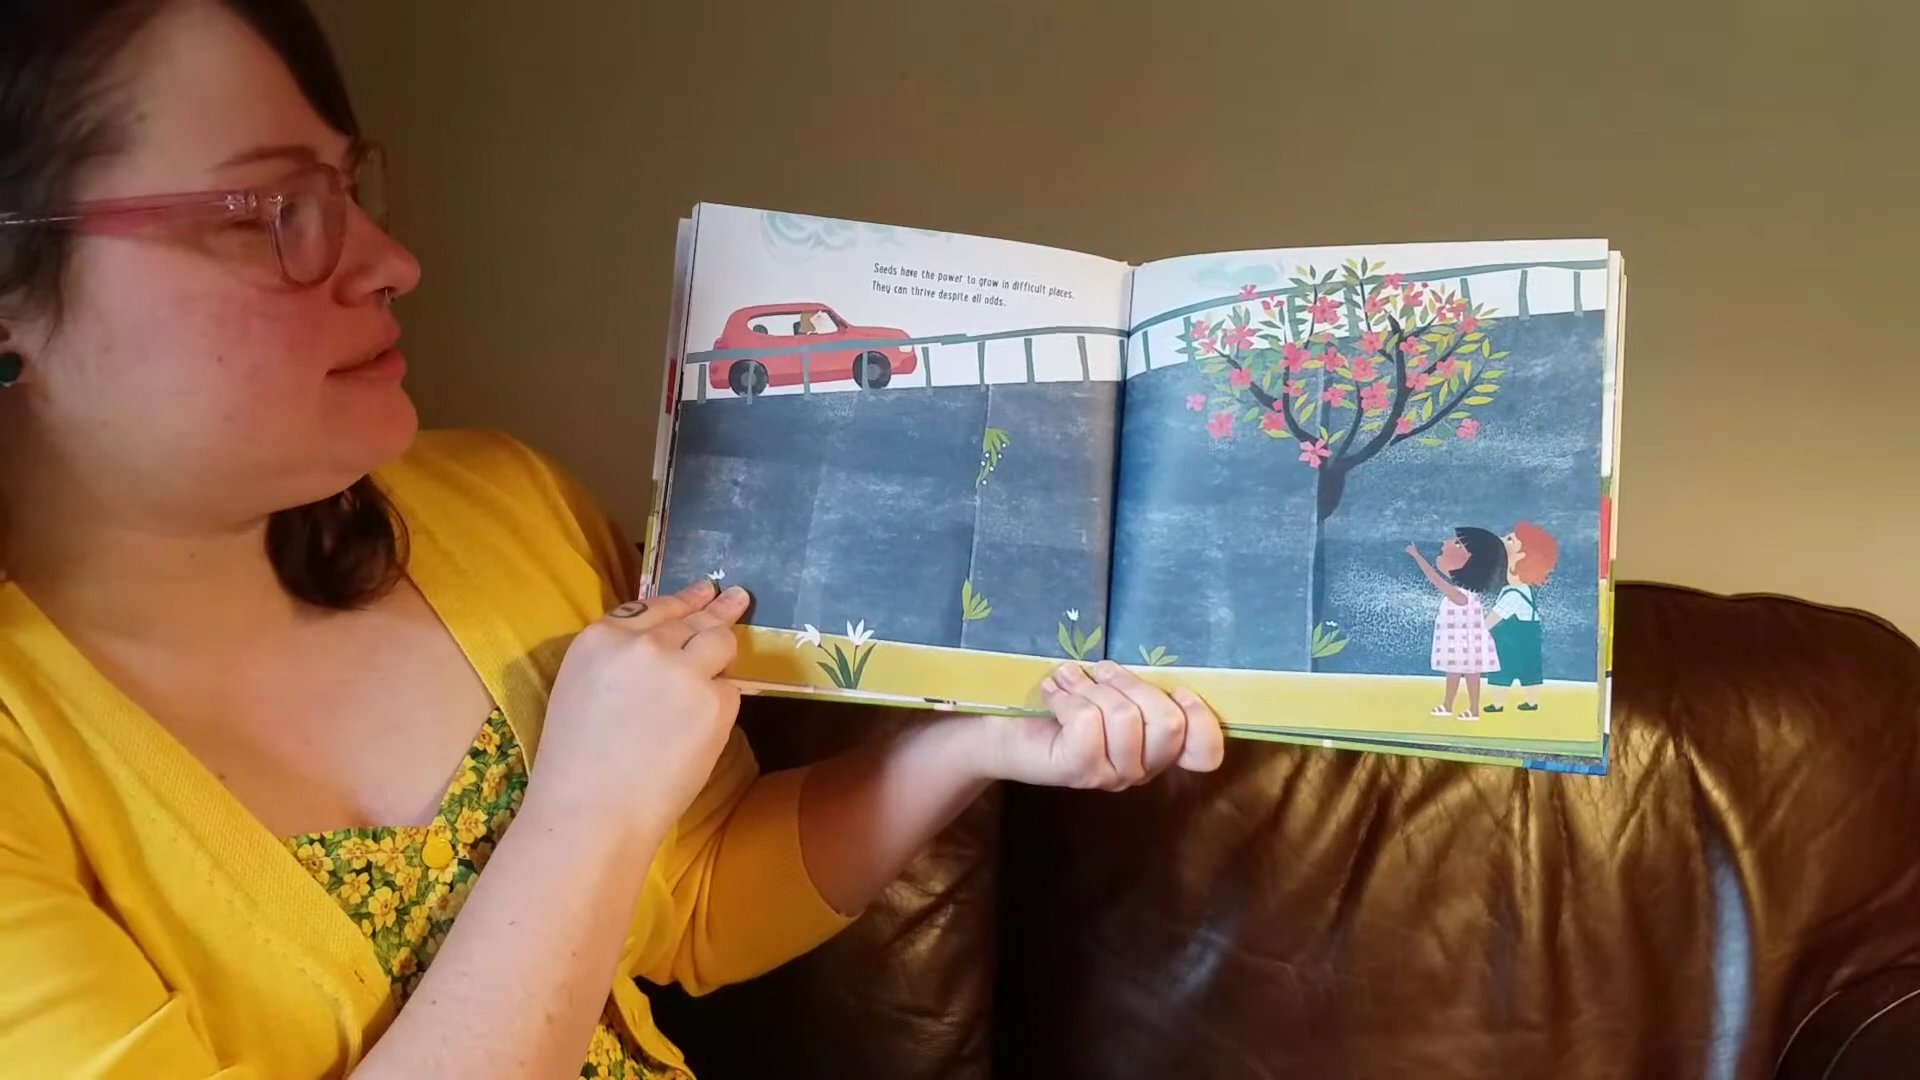 Seeds have the power to grow in difficult places.
They can thrive despite all odds.